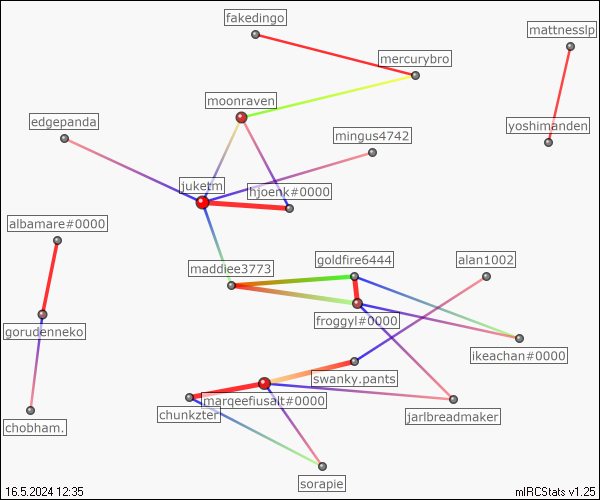 fakedingo
mattnesslp
mercurybro
moonraven
edgepanda
yoshimanden
mingus4742
juketm
hjoenk#0000
albamare#0000
goldfire6444
alan1002
maddiee3773
froggyl#0000
gorudenneko
ikeachan#0000
swanky.pants
marqeefiusalt#0000
chunkzter
jarlbreadmaker
chobham.
sorapie
16.5.2024 12:35
mIRCStats v1.25